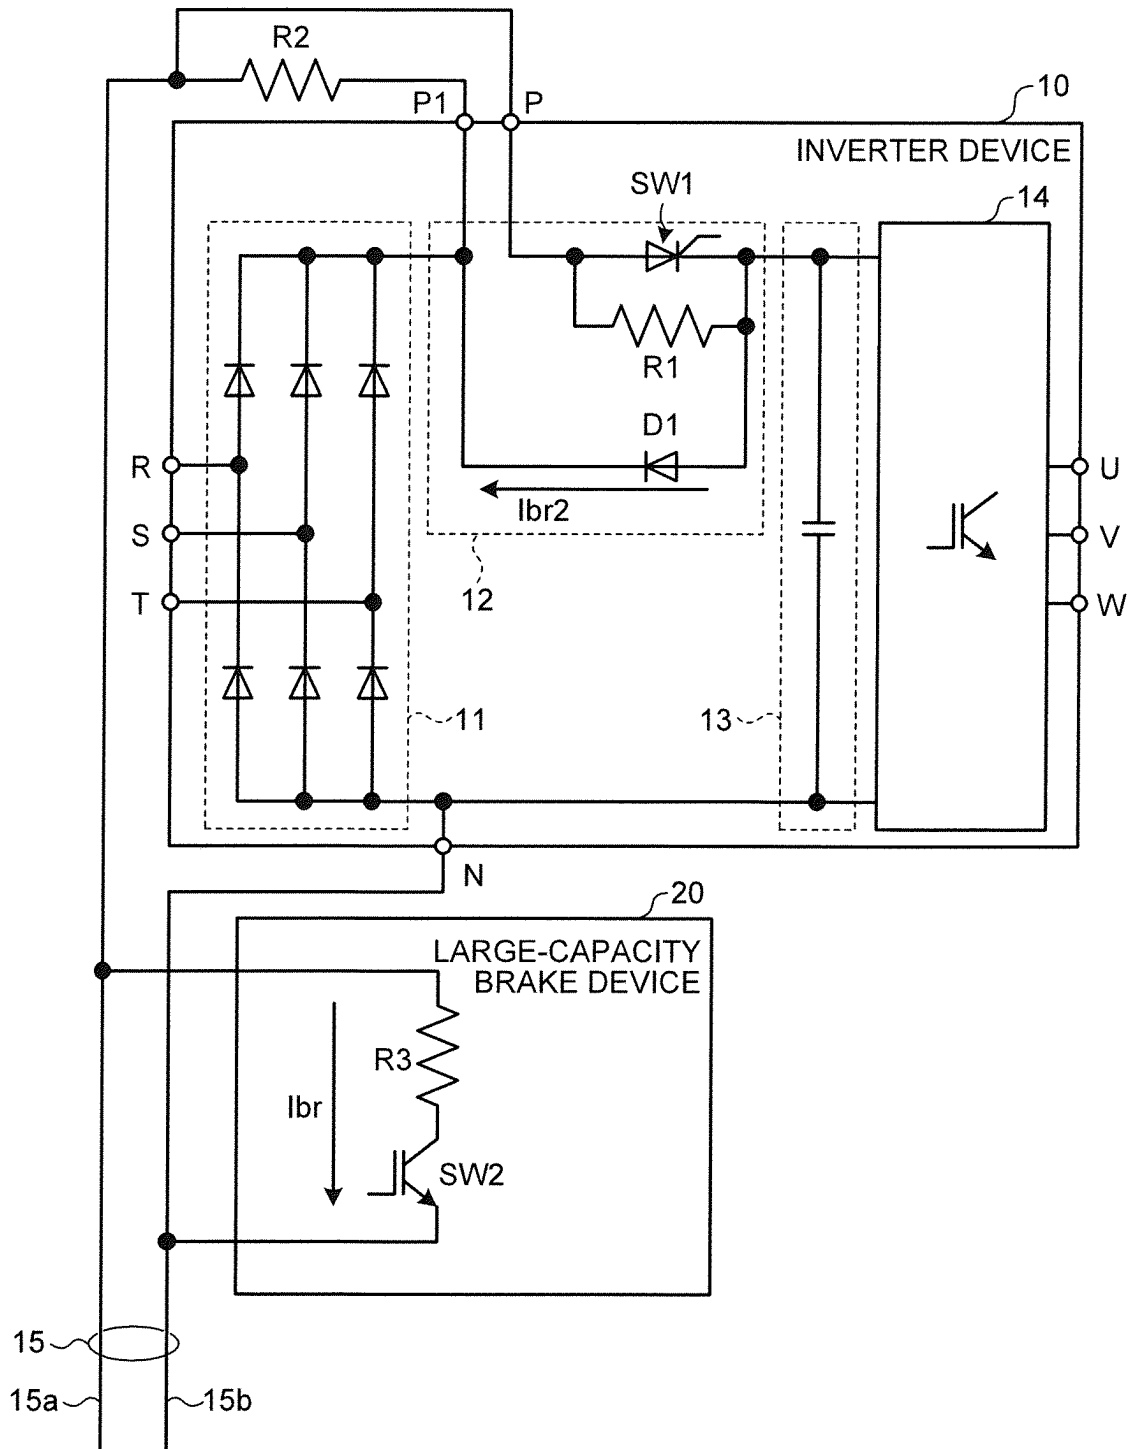 R2
P1
P
10
INVERTER DEVICE
SW1
14
R1
D1
R
U
Ibr2
S
V
12
T
W
11
13
N
20
LARGE-CAPACITY
BRAKE DEVICE
R3
Ibr
SW2
15
15a
15b